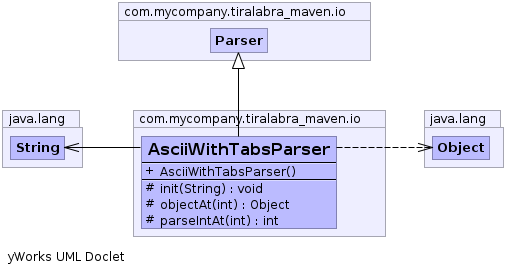 com.mycompany.tiralabra_maven.io
Parser
java.lang
String
com.mycompany.tiralabra_maven.io
AsciiWithTabsParser
+ AsciiWithTabsParser()
# init(String) : void
# objectAt(int) : Object
# parseIntAt(int) : int
java.lang
Object
yWorks UML Doclet